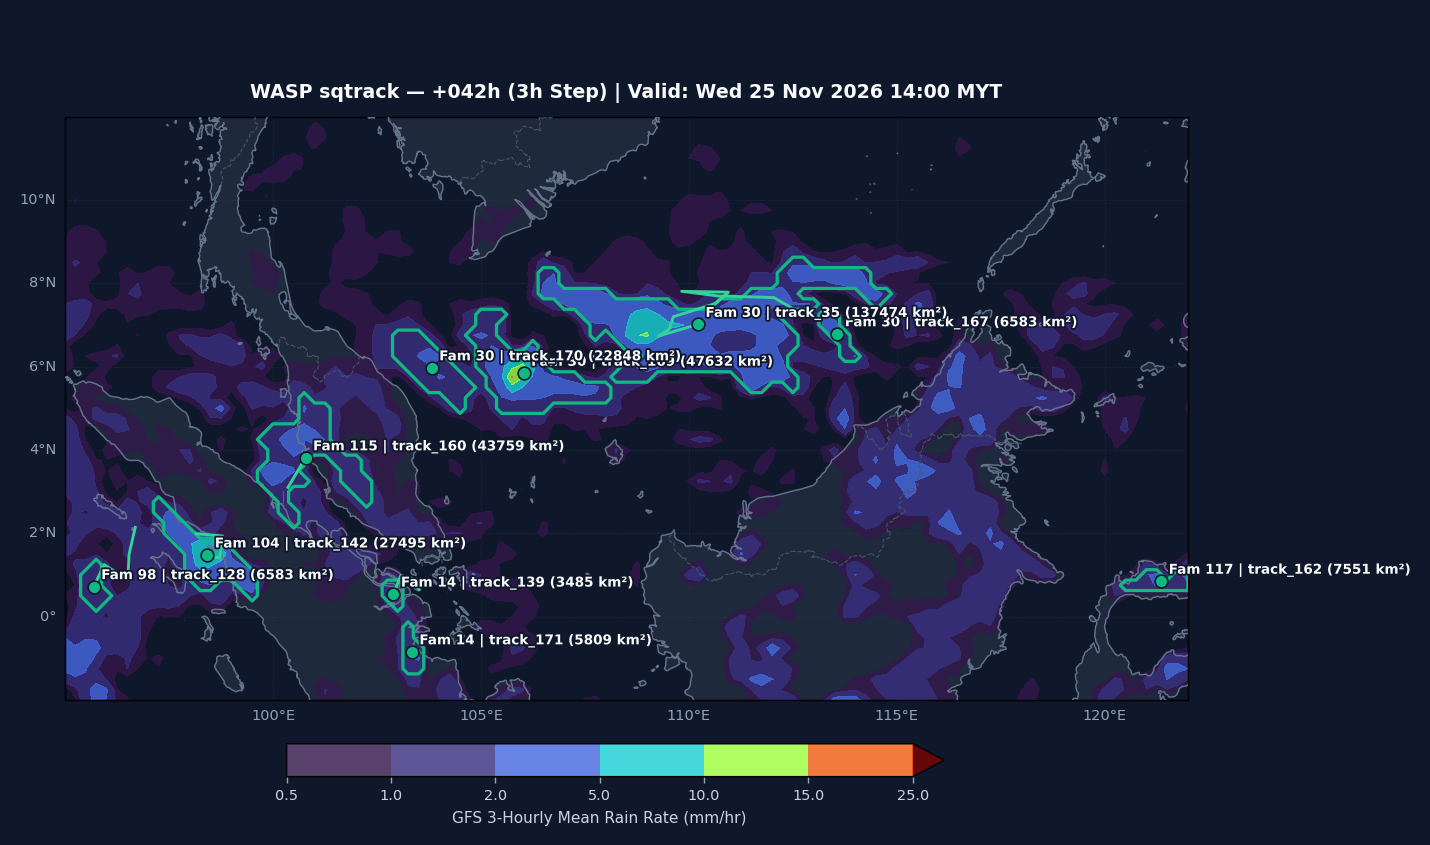 WASP sqtrack — +042h (3h Step) | Valid: Wed 25 Nov 2026 14:00 MYT
10°N
8°N
6°N
4°N
2°N
0°
Fam 30 | track_35 (137474 km²)
Fam 30 | track_167 (6583 km²)
Fam 30 | track_170 (22848 km²)
(47632 km²)
Fam 115 | track_160 (43759 km²)
Fam 104 | track_142 (27495 km²)
Fam 98 | track_128 (6583 km²)
Fam 14 | track_139 (3485 km²)
Fam 117 | track_162 (7551 km²)
Fam 14 | track_171 (5809 km²)
100°E 105°E 110°E 115°E 120°E
0.5 1.0 2.0 5.0 10.0 15.0 25.0
GFS 3-Hourly Mean Rain Rate (mm/hr)